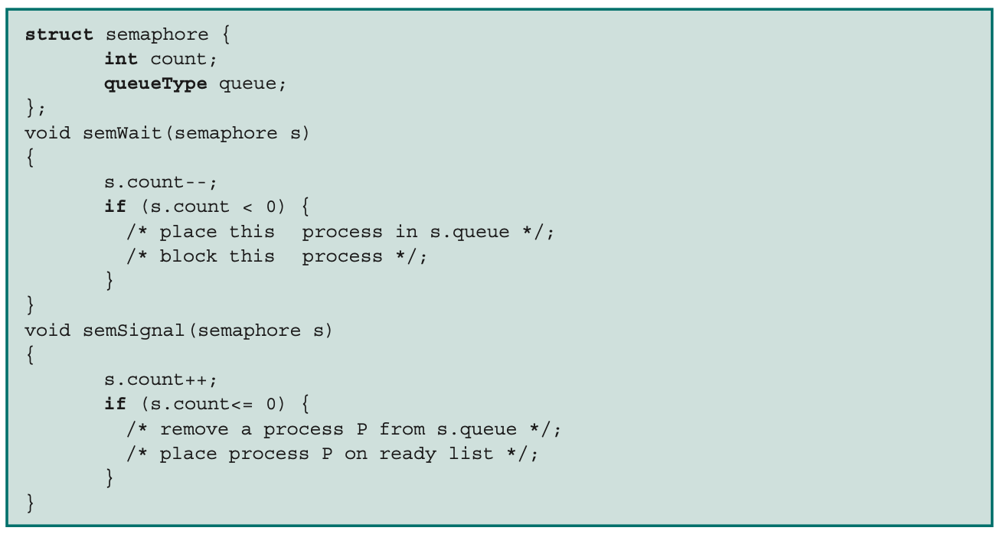 struct semaphore {
int count;
queueType queue;
};
void semWait(semaphore s)
{
s.count--;
if (s.count < 0) {
/* place this process in s.queue */;
/* block this process */;
}
}
void semSignal(semaphore s)
{
s.count++;
if (s.count<= 0) {
/* remove a process P from s.queue */;
/* place process P on ready list */;
}
}